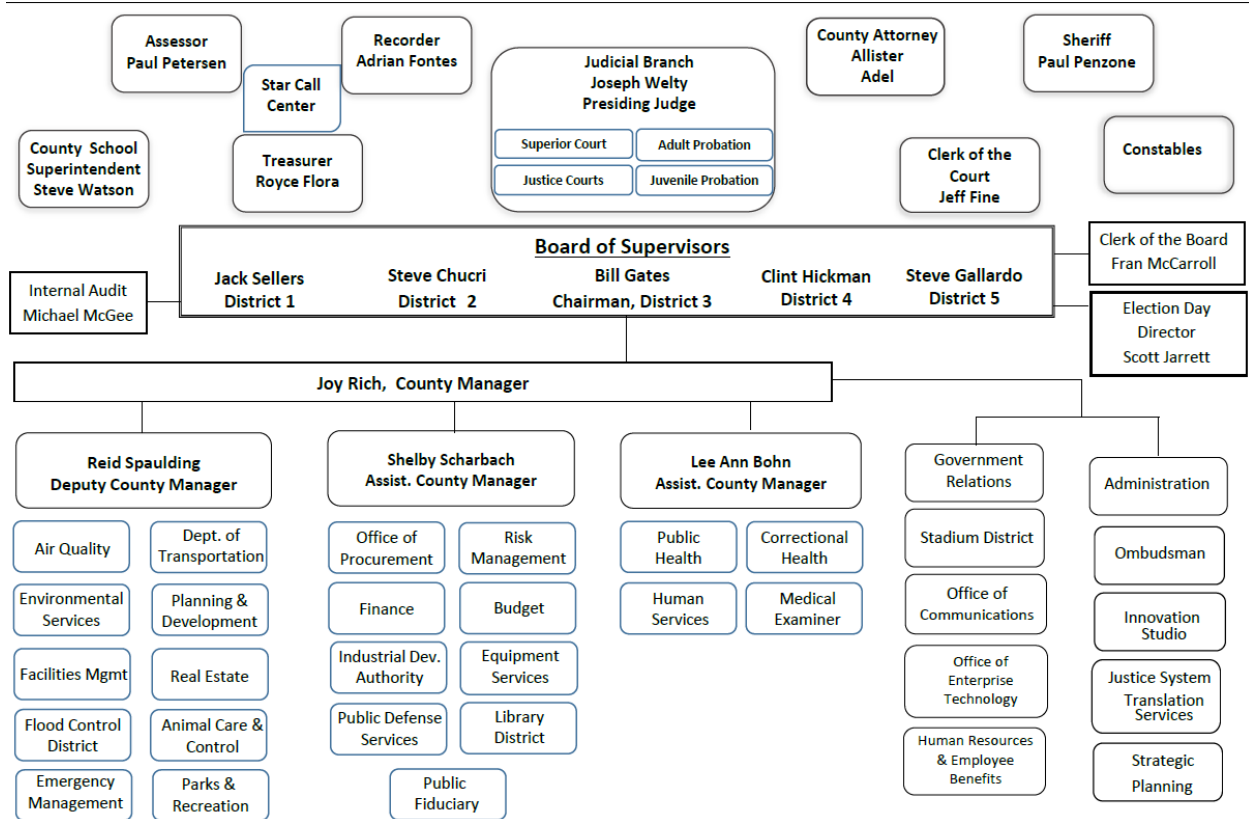 Assessor
Paul Petersen
Recorder
Adrian Fontes
Star Call
Center
County School
Superintendent
Steve Watson
Treasurer
Royce Flora
Judicial Branch
Joseph Welty
Presiding Judge
Superior Court
Adult Probation
Justice Courts
Juvenile Probation
County Attorney
Allister
Adel
Sheriff
Paul Penzone
Clerk of the
Court
Jeff Fine
Constables
Board of Supervisors
Jack Sellers
District 1
Steve Chucri
District 2
Bill Gates
Chairman, District 3
Clint Hickman
District 4
Steve Gallardo
District 5
Internal Audit
Michael McGee
Clerk of the Board
Fran McCarroll
Election Day
Director
Scott Jarrett
Joy Rich, County Manager
Reid Spaulding
Deputy County Manager
Air Quality
Dept. of
Transportation
Environmental
Services
Planning &
Development
Facilities Mgmt
Real Estate
Flood Control
District
Animal Care &
Control
Emergency
Management
Parks &
Recreation
Shelby Scharbach
Assist. County Manager
Office of
Procurement
Risk
Management
Finance
Budget
Industrial Dev.
Authority
Equipment
Services
Public Defense
Services
Library
District
Public
Fiduciary
Lee Ann Bohn
Assist. County Manager
Public
Health
Correctional
Health
Human
Services
Medical
Examiner
Government
Relations
Stadium District
Office of
Communications
Office of
Enterprise
Technology
Human Resources
& Employee
Benefits
Administration
Ombudsman
Innovation
Studio
Justice System
Translation
Services
Strategic
Planning